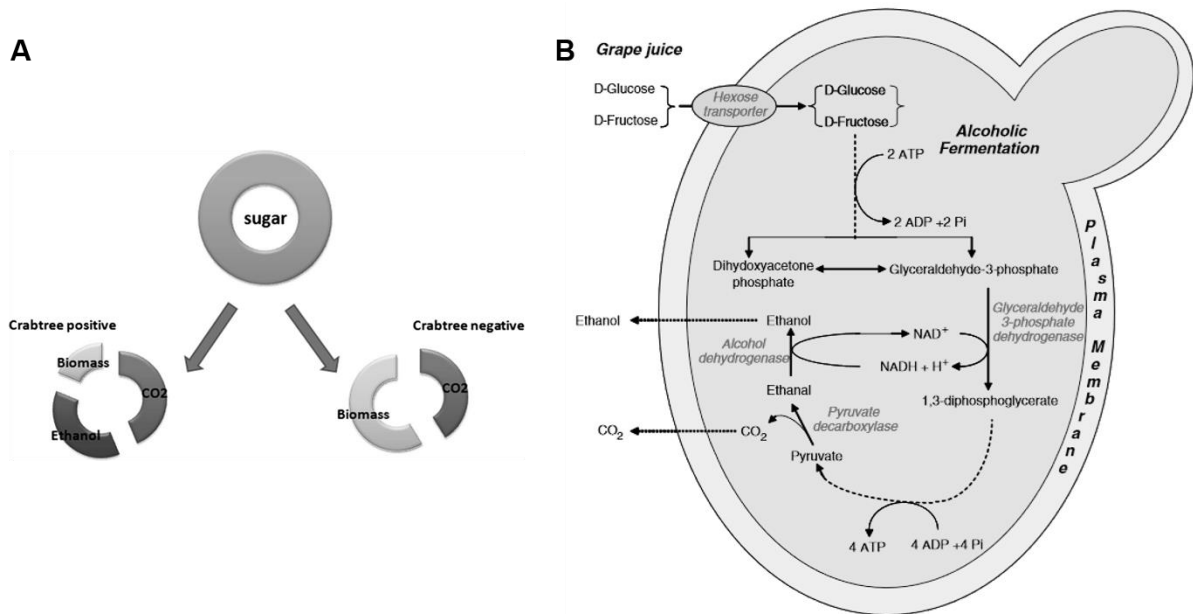 A
sugar
Crabtree positive
Crabtree negative
Biomass
CO2
Ethanol
Biomass
CO2
B
Grape juice
D-Glucose
D-Fructose
Hexose
transporter
D-Glucose
D-Fructose
Alcoholic
Fermentation
2 ATP
2 ADP +2 Pi
Dihydoxyacetone
phosphate
Glyceraldehyde-3-phosphate
Glyceraldehyde
3-phosphate
dehydrogenase
Ethanol
Ethanol
Alcohol
dehydrogenase
NAD+
NADH + H+
Ethanal
1,3-diphosphoglycerate
Pyruvate
decarboxylase
CO2
CO2
Pyruvate
4 ATP
4 ADP +4 Pi
Plasma Membrane